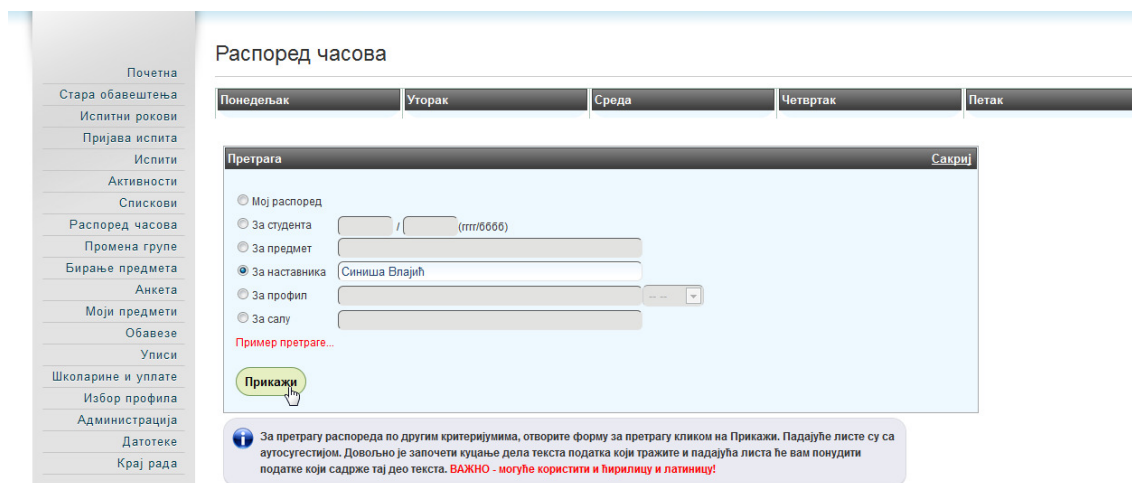 Распоред часова
Почетна
Стара обавештења
Испитни рокови
Пријава испита
Испити
Активности
Спискови
Распоред часова
Промена групе
Бирање предмета
Анкета
Моји предмети
Обавезе
Уписи
Школарине и уплате
Избор профила
Администрација
Датотеке
Крај рада
Понедељак Уторак Среда Четвртак Петак
Претрага Сакриј
Мој распоред
За студента / (гггг/бббб)
За предмет
За наставника Синиша Влајић
За профил -- --
За салу
Пример претраге...
Прикажи
За претрагу распореда по другим критеријумима, отворите форму за претрагу кликом на Прикажи. Падајуће листе су са
аутосугестијом. Довољно је започети куцање дела текста податка који тражите и падајућа листа ће вам понудити
податке који садрже тај део текста. ВАЖНО - могуће користити и ћирилицу и латиницу!